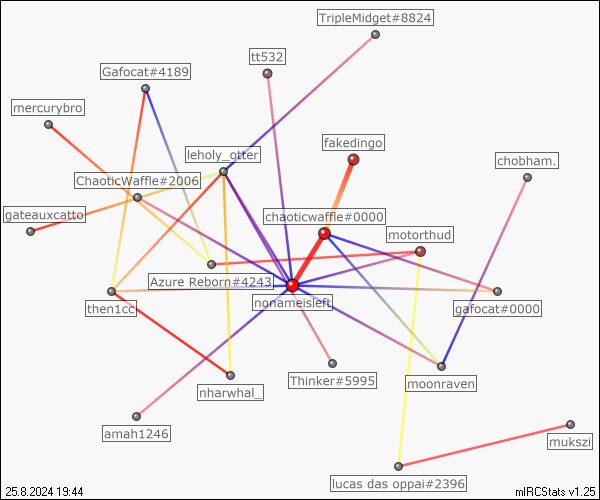 TripleMidget#8824
tt532
Gafocat#4189
mercurybro
fakedingo
leholy_otter
chobham.
ChaoticWaffle#2006
gateauxcatto
chaoticwaffle#0000
motorthud
Azure Reborn#4243
nonameisleft
then1cc
gafocat#0000
Thinker#5995
moonraven
nharwhal_
amah1246
mukszi
lucas das oppai#2396
25.8.2024 19:44
mIRCStats v1.25